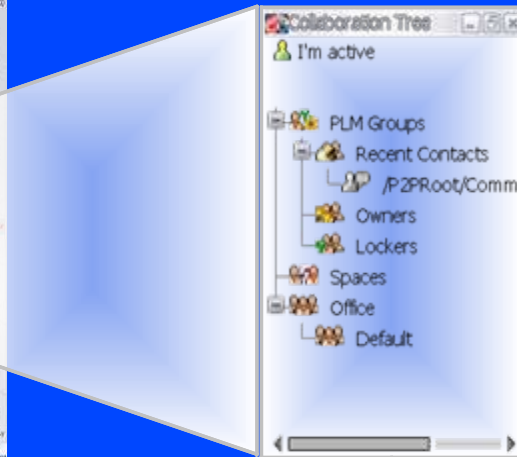 Collaboration Tree
I'm active
PLM Groups
Recent Contacts
/P2PRoot/Comm
Owners
Lockers
Spaces
Office
Default